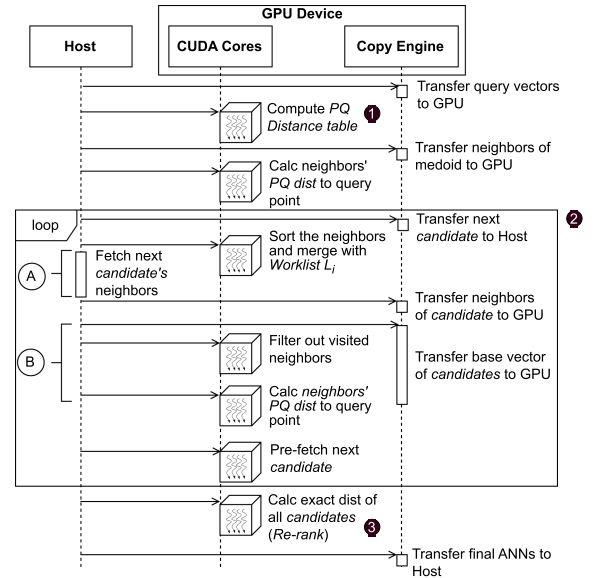 GPU Device
Host
CUDA Cores
Copy Engine
Transfer query vectors
to GPU
Compute PQ
Distance table
1
Transfer neighbors of
medoid to GPU
Calc neighbors'
PQ dist to query
point
loop
Transfer next
candidate to Host
2
Sort the neighbors
and merge with
Worklist Li
A
Fetch next
candidate's
neighbors
Transfer neighbors
of candidate to GPU
B
Filter out visited
neighbors
Transfer base vector
of candidates to GPU
Calc neighbors'
PQ dist to query
point
Pre-fetch next
candidate
Calc exact dist of
all candidates
(Re-rank)
3
Transfer final ANNs to
Host